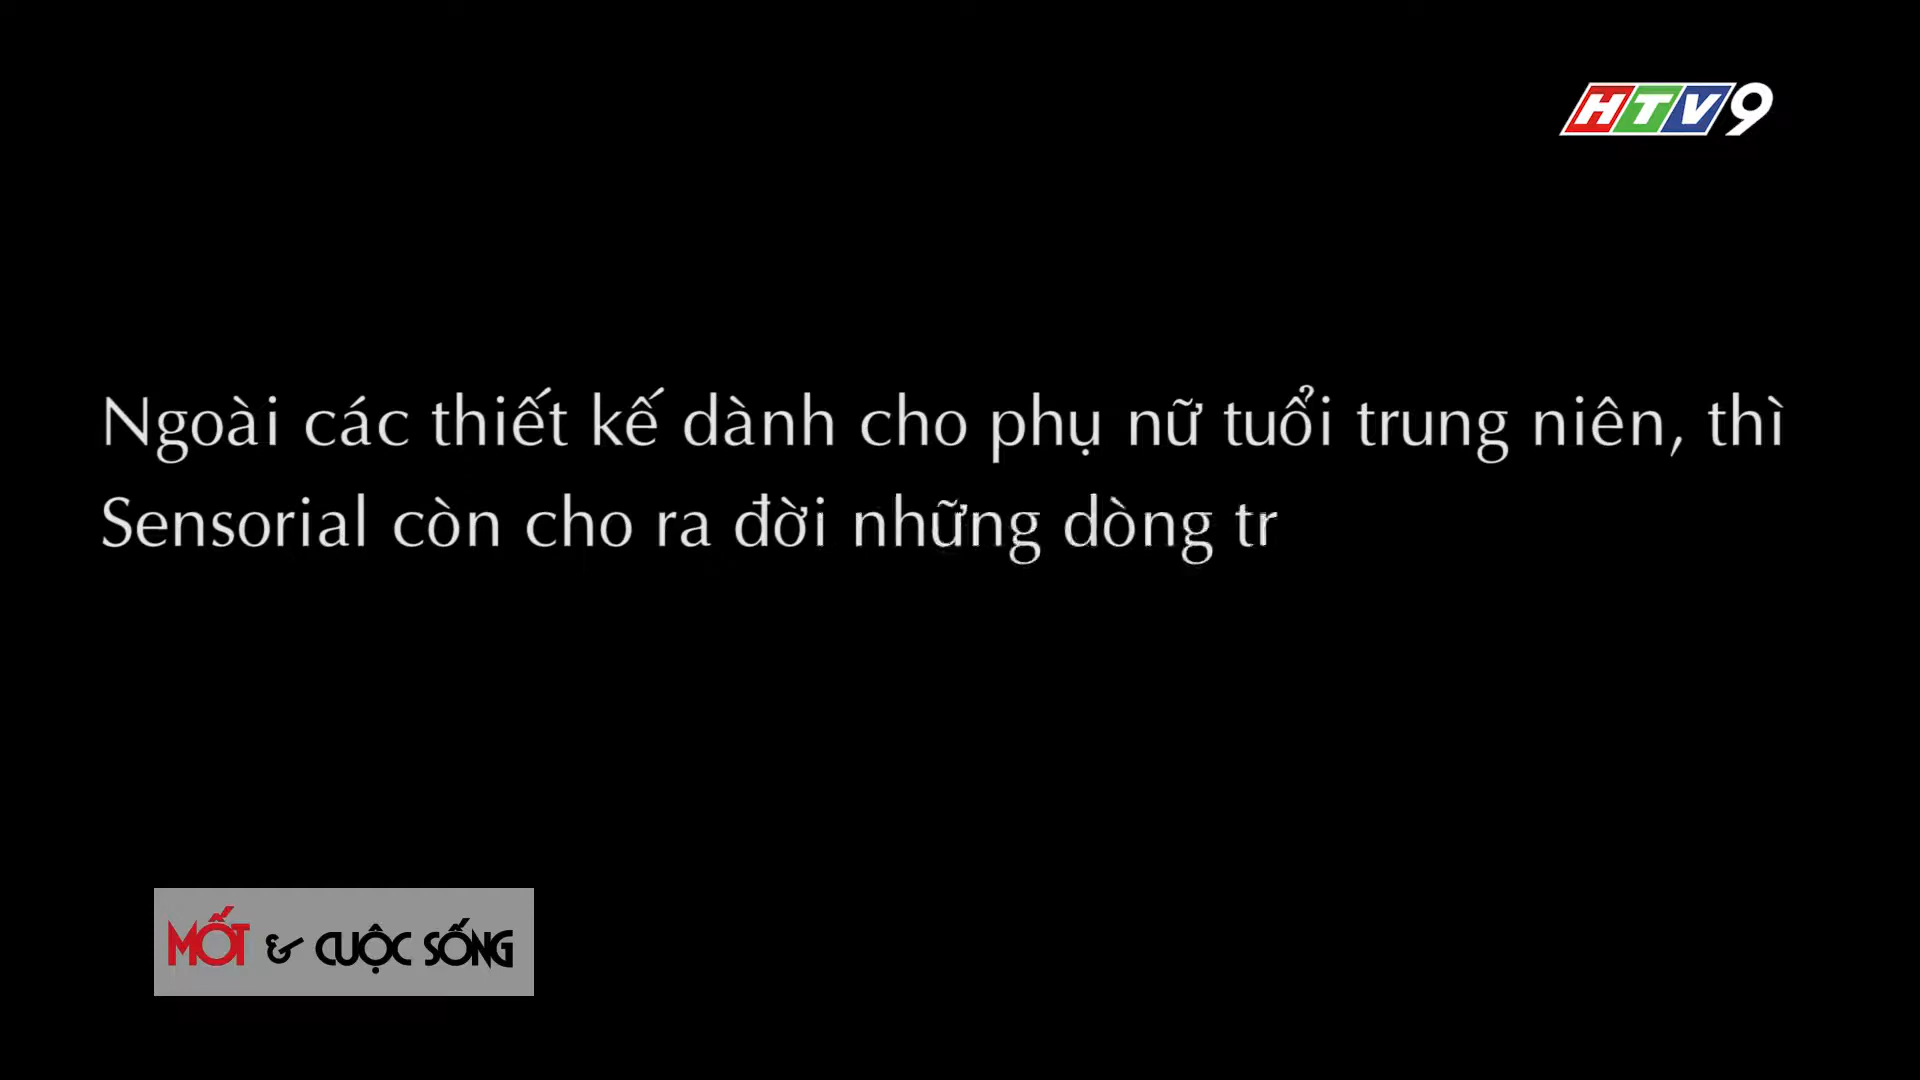 HTV9
Ngoài các thiết kế dành cho phụ nữ tuổi trung niên, thì
Sensorial còn cho ra đời những dòng tr
MỐT & CUỘC SỐNG